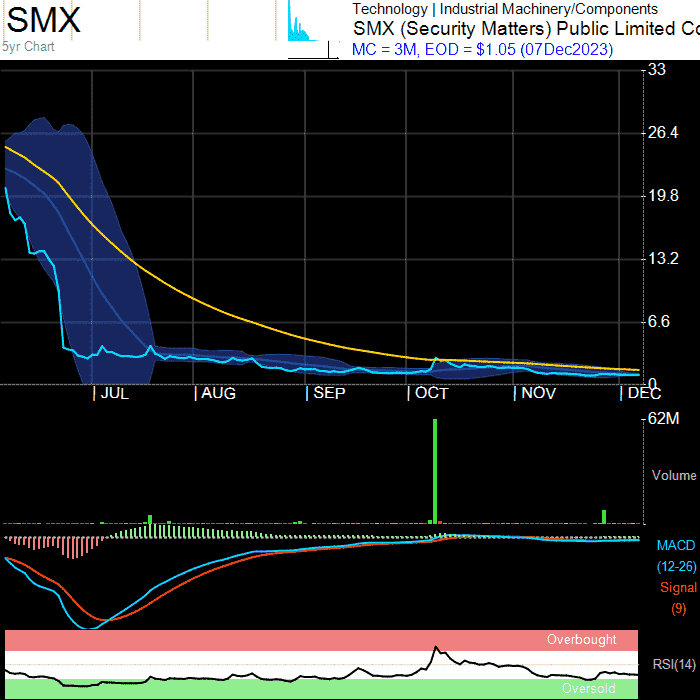 SMX
5yr Chart
Technology | Industrial Machinery/Components
SMX (Security Matters) Public Limited Co
MC = 3M, EOD = $1.05 (07Dec2023)
33
26.4
19.8
13.2
6.6
0
| JUL | AUG | SEP | OCT | NOV | DEC
62M
Volume
MACD
(12-26)
Signal
(9)
Overbought
RSI(14)
Oversold